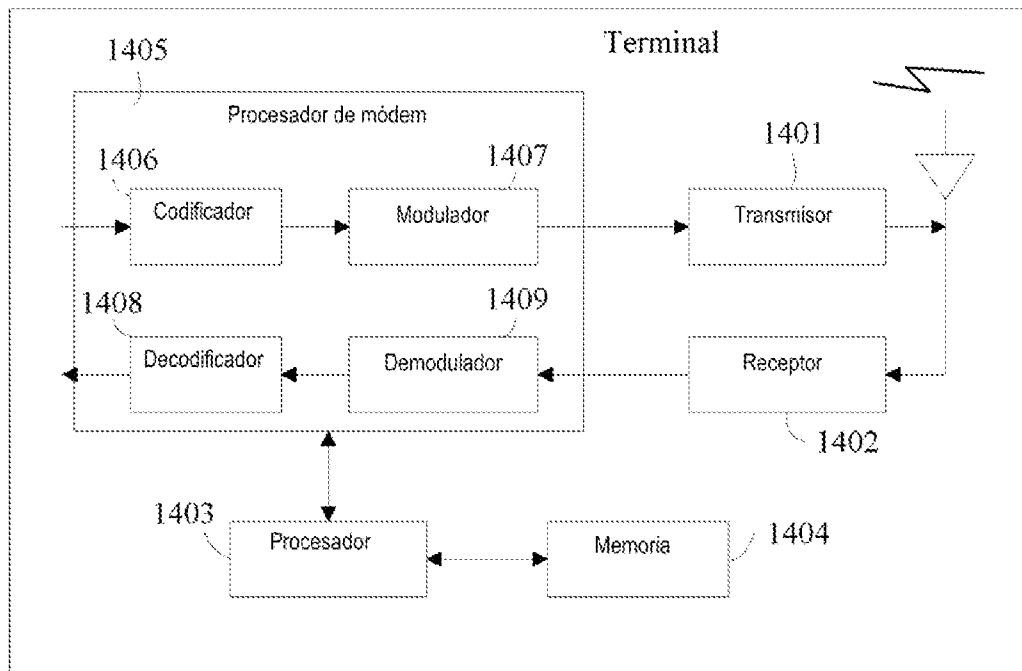 Terminal
1405
Procesador de módem
1406
1407
1401
Codificador
Modulador
Transmisor
1408
1409
Decodificador
Demodulador
Receptor
1402
1403
Procesador
Memoria
1404